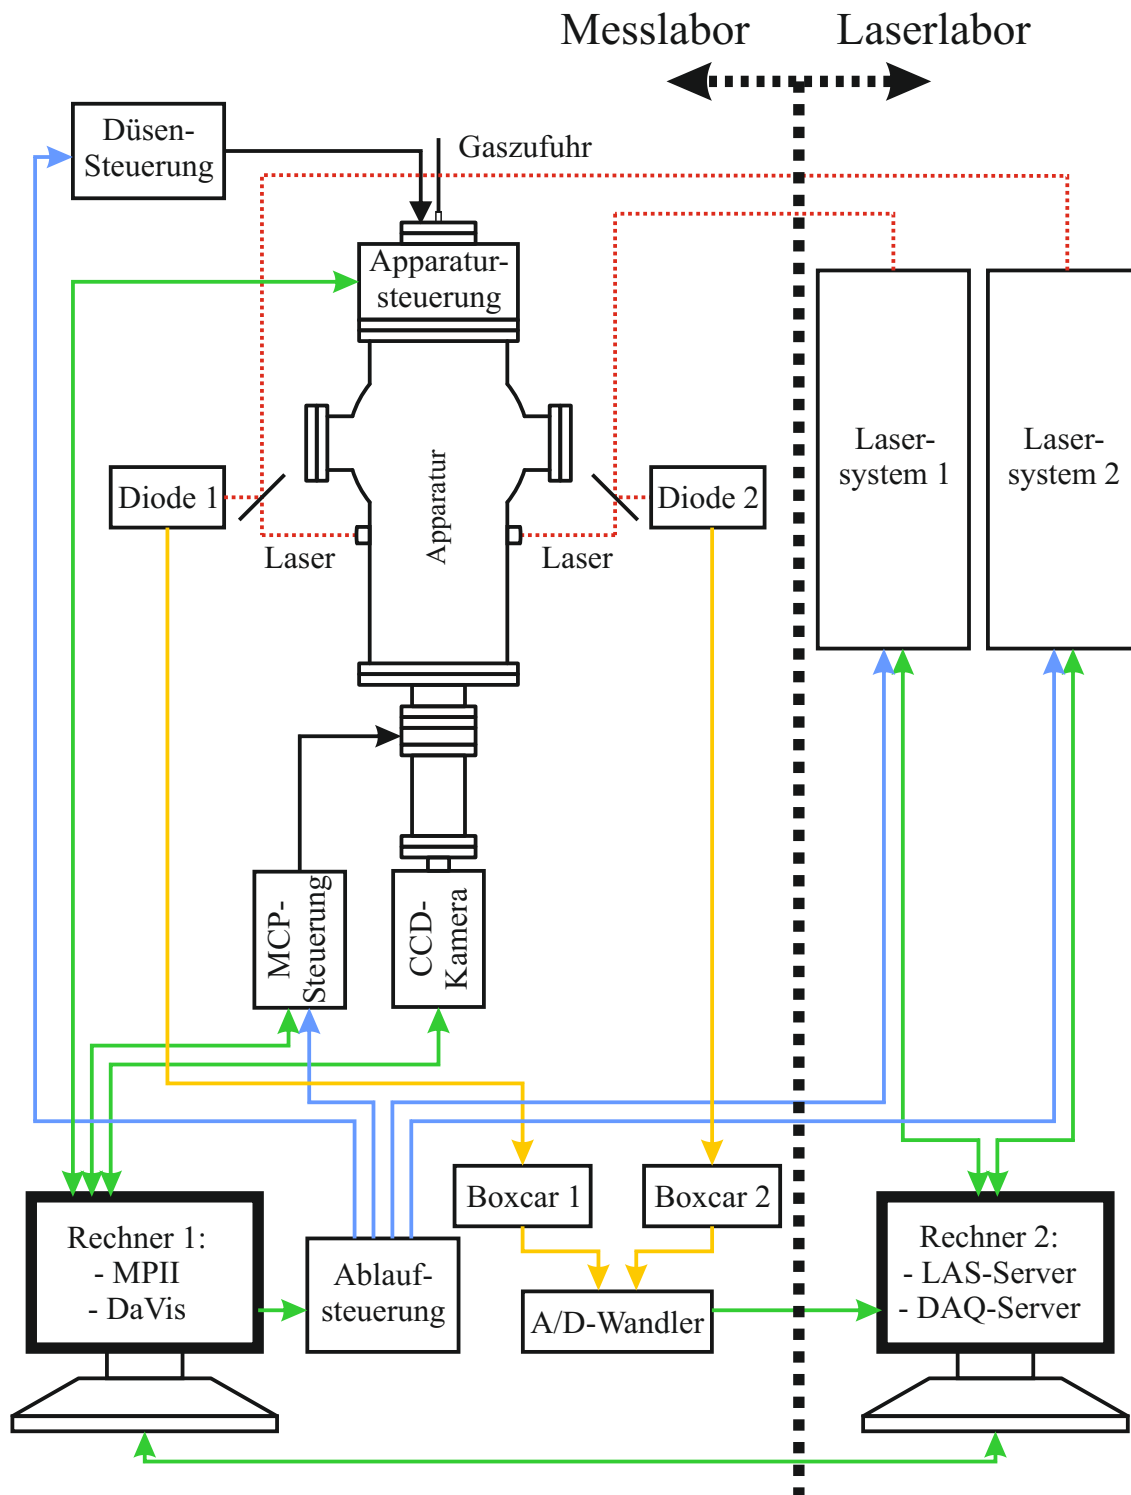 Messlabor
Laserlabor
Düsen-
Steuerung
Gaszufuhr
Apparatur-
steuerung
Laser-
system 1
Laser-
system 2
Diode 1
Apparatur
Diode 2
Laser
Laser
MCP-
Steuerung
CCD-
Kamera
Boxcar 1
Boxcar 2
Rechner 1:
- MPII
- DaVis
Ablauf-
steuerung
A/D-Wandler
Rechner 2:
- LAS-Server
- DAQ-Server